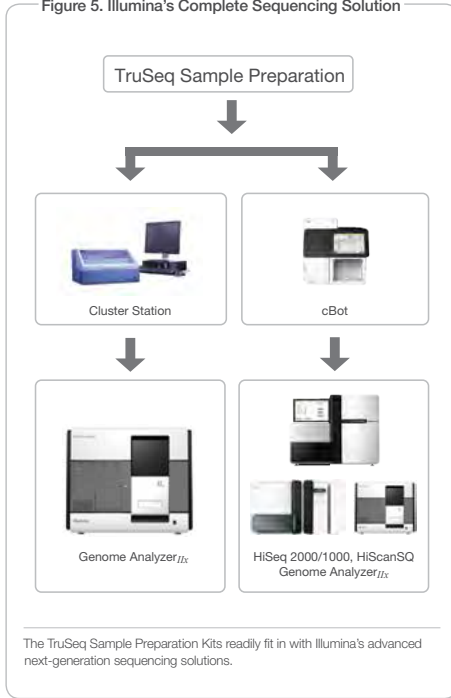 Figure 5. Illumina's Complete Sequencing Solution
TruSeq Sample Preparation
Cluster Station
cBot
Genome AnalyzerIIx
HiSeq 2000/1000, HiScanSQ
Genome AnalyzerIIx
The TruSeq Sample Preparation Kits readily fit in with Illumina's advanced
next-generation sequencing solutions.